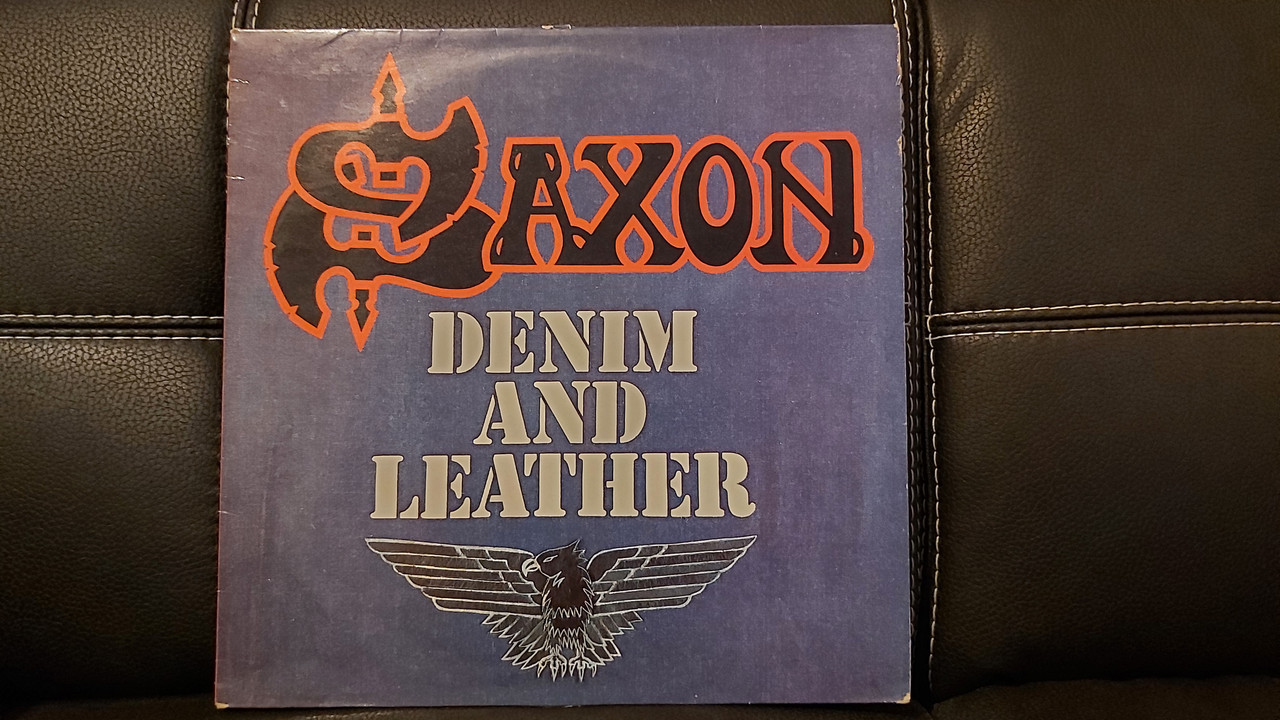 SAXON
DENIM
AND
LEATHER